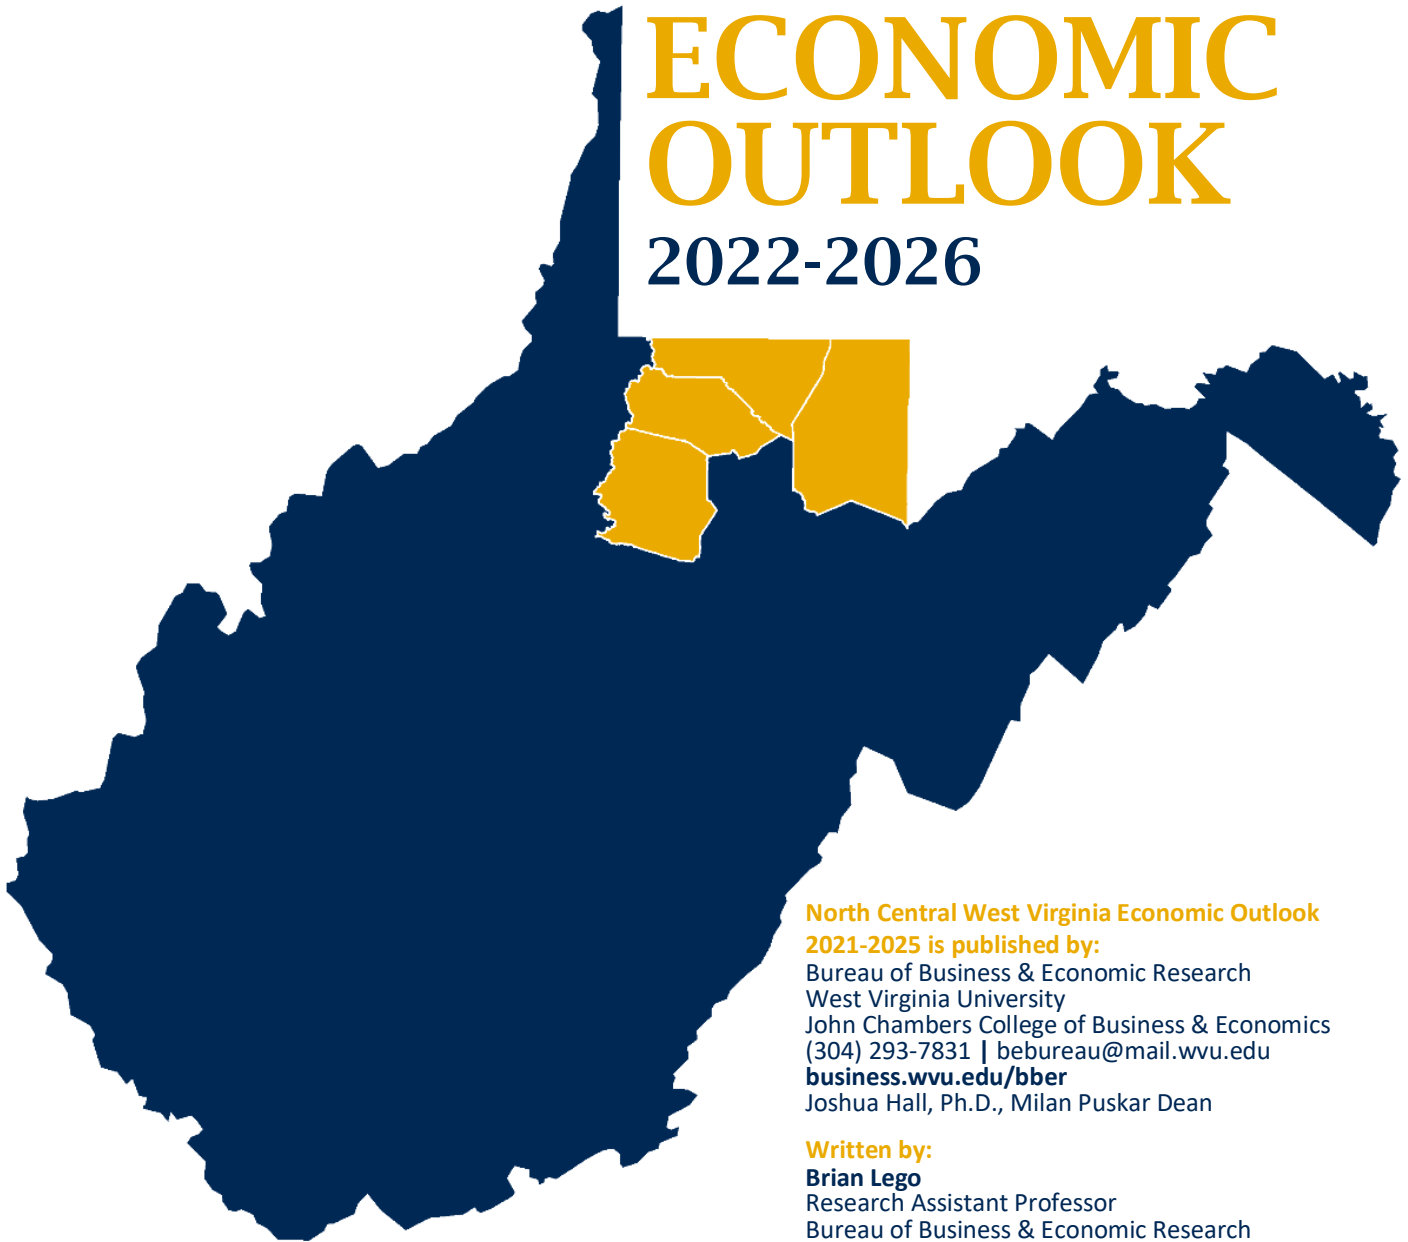 ECONOMIC
OUTLOOK
2022-2026
North Central West Virginia Economic Outlook
2021-2025 is published by:
Bureau of Business & Economic Research
West Virginia University
John Chambers College of Business & Economics
(304) 293-7831 | bebureau@mail.wvu.edu
business.wvu.edu/bber
Joshua Hall, Ph.D., Milan Puskar Dean
Written by:
Brian Lego
Research Assistant Professor
Bureau of Business & Economic Research